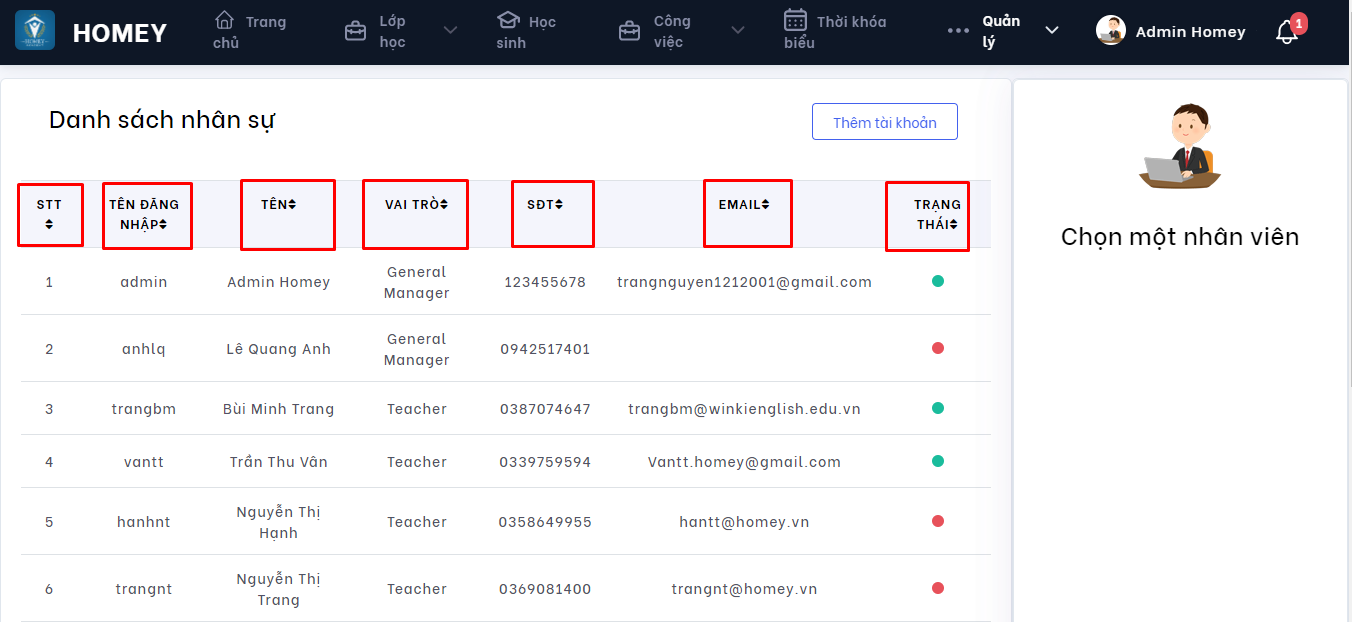 HOMEY
Trang
chủ
Lớp
học
Học
sinh
Công
việc
Thời khóa
biểu
Quản
lý
Admin Homey
1
Danh sách nhân sự
Thêm tài khoản
STT
TÊN ĐĂNG
NHẬP
TÊN
VAI TRÒ
SĐT
EMAIL
TRẠNG
THÁI
1
admin
Admin Homey
General
Manager
123455678
trangnguyen1212001@gmail.com
2
anhlq
Lê Quang Anh
General
Manager
0942517401
3
trangbm
Bùi Minh Trang
Teacher
0387074647
trangbm@winkienglish.edu.vn
4
vantt
Trần Thu Vân
Teacher
0339759594
Vantt.homey@gmail.com
5
hanhnt
Nguyễn Thị
Hạnh
Teacher
0358649955
hantt@homey.vn
6
trangnt
Nguyễn Thị
Trang
Teacher
0369081400
trangnt@homey.vn
Chọn một nhân viên